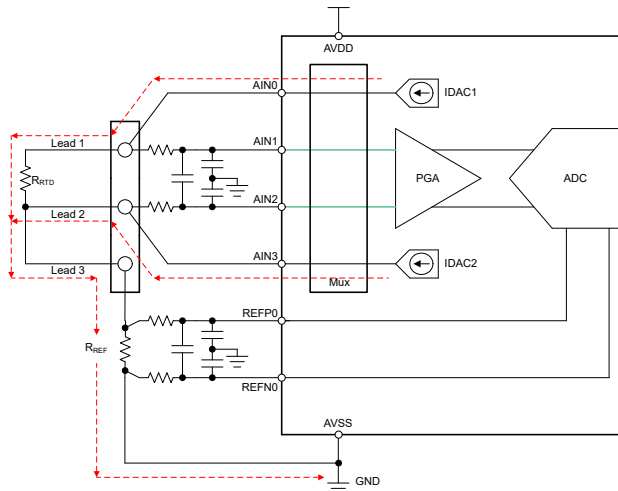 AVDD
AIN0
IDAC1
Lead 1
AIN1
RRTD
PGA
ADC
AIN2
Lead 2
AIN3
IDAC2
Lead 3
Mux
REFP0
RREF
REFN0
AVSS
GND